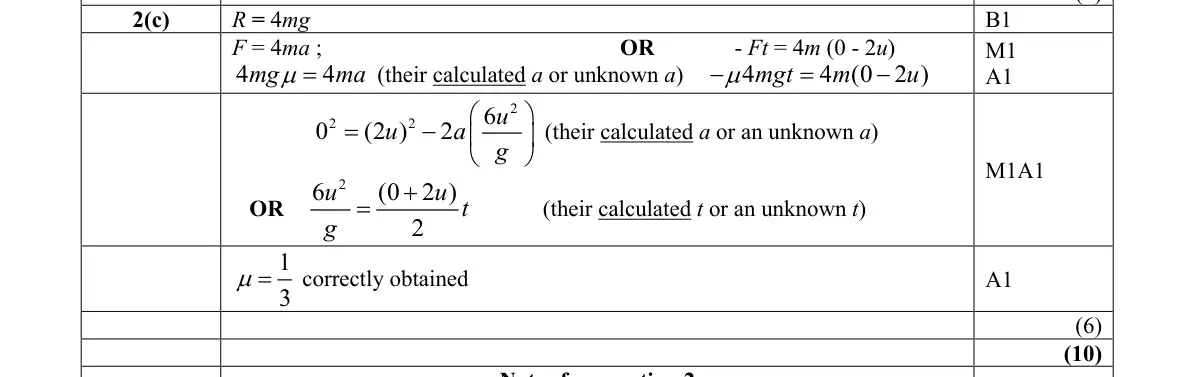 2(c) R = 4mg B1
F = 4ma ; OR - Ft = 4m (0 - 2u) M1
4mgμ = 4ma (their calculated a or unknown a) −μ4mgt = 4m(0 − 2u) A1
0² = (2u)² − 2a(6u²/g) (their calculated a or an unknown a)
M1A1
OR 6u²/g = (0 + 2u)/2 t (their calculated t or an unknown t)
μ = 1/3 correctly obtained A1
(6)
(10)